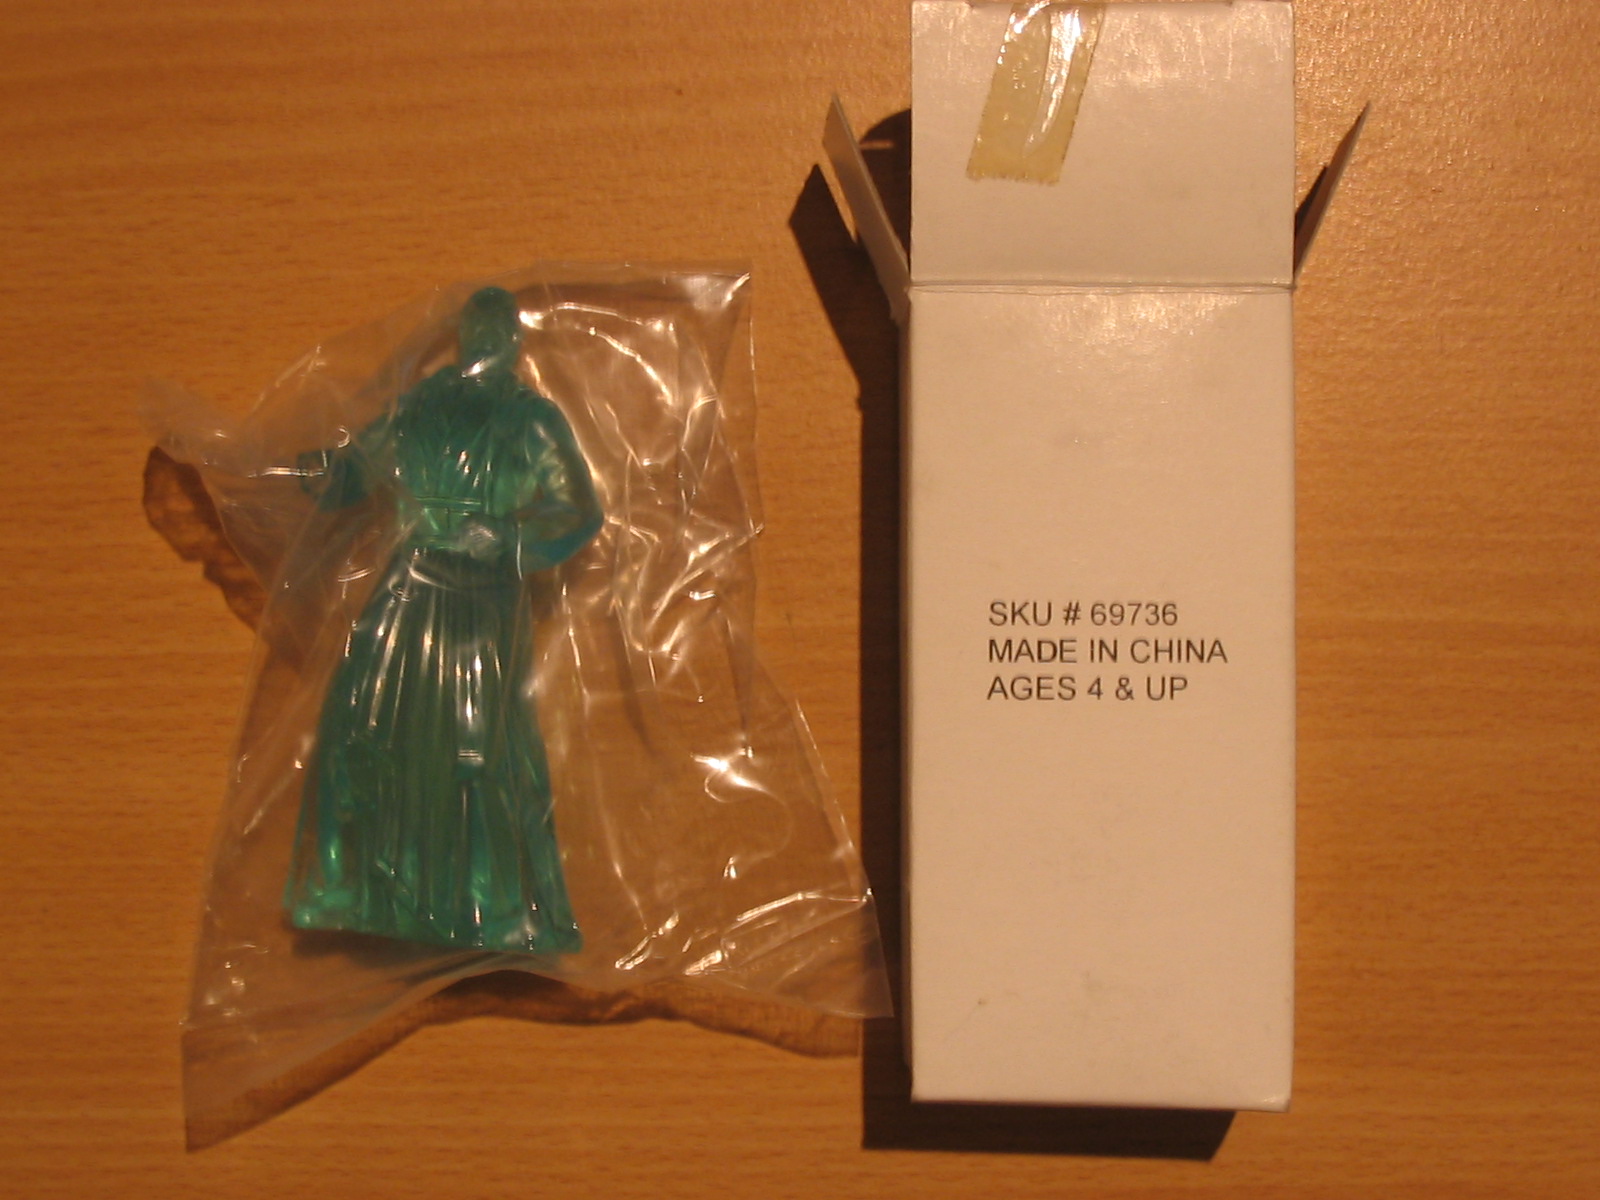 SKU # 69736
MADE IN CHINA
AGES 4 & UP